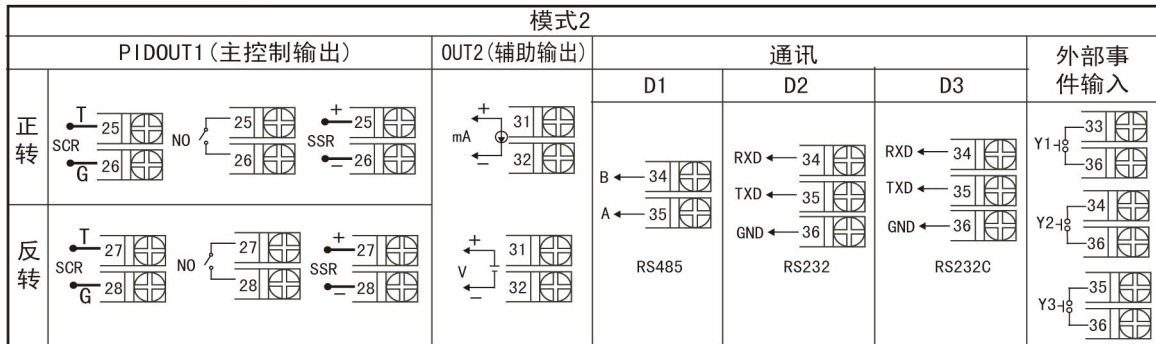 模式2
PIDOUT1(主控制输出)
OUT2(辅助输出)
通讯
外部事件输入
D1
D2
D3
正转
SCR
T
25
G
26
NO
25
26
SSR
+
25
−
26
mA
+
31
−
32
反转
SCR
T
27
G
28
NO
27
28
SSR
+
27
−
28
V
+
31
−
32
B
34
A
35
RS485
RXD
34
TXD
35
GND
36
RS232
RXD
34
TXD
35
GND
36
RS232C
Y1
33
36
Y2
34
36
Y3
35
36